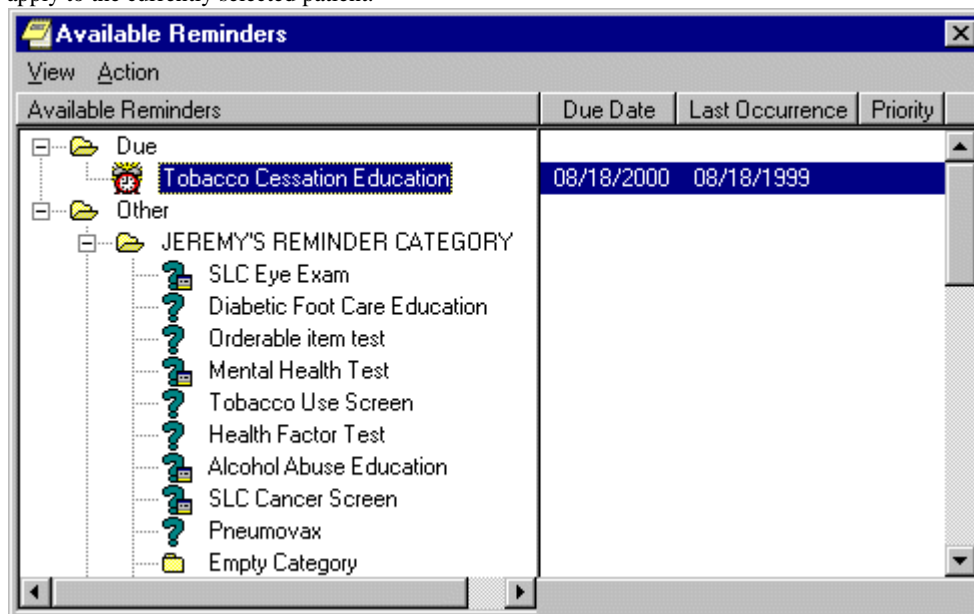 apply to the currently selected patient.
Available Reminders
View Action
Available Reminders Due Date Last Occurrence Priority
Due
Tobacco Cessation Education 08/18/2000 08/18/1999
Other
JEREMY'S REMINDER CATEGORY
SLC Eye Exam
Diabetic Foot Care Education
Orderable item test
Mental Health Test
Tobacco Use Screen
Health Factor Test
Alcohol Abuse Education
SLC Cancer Screen
Pneumovax
Empty Category